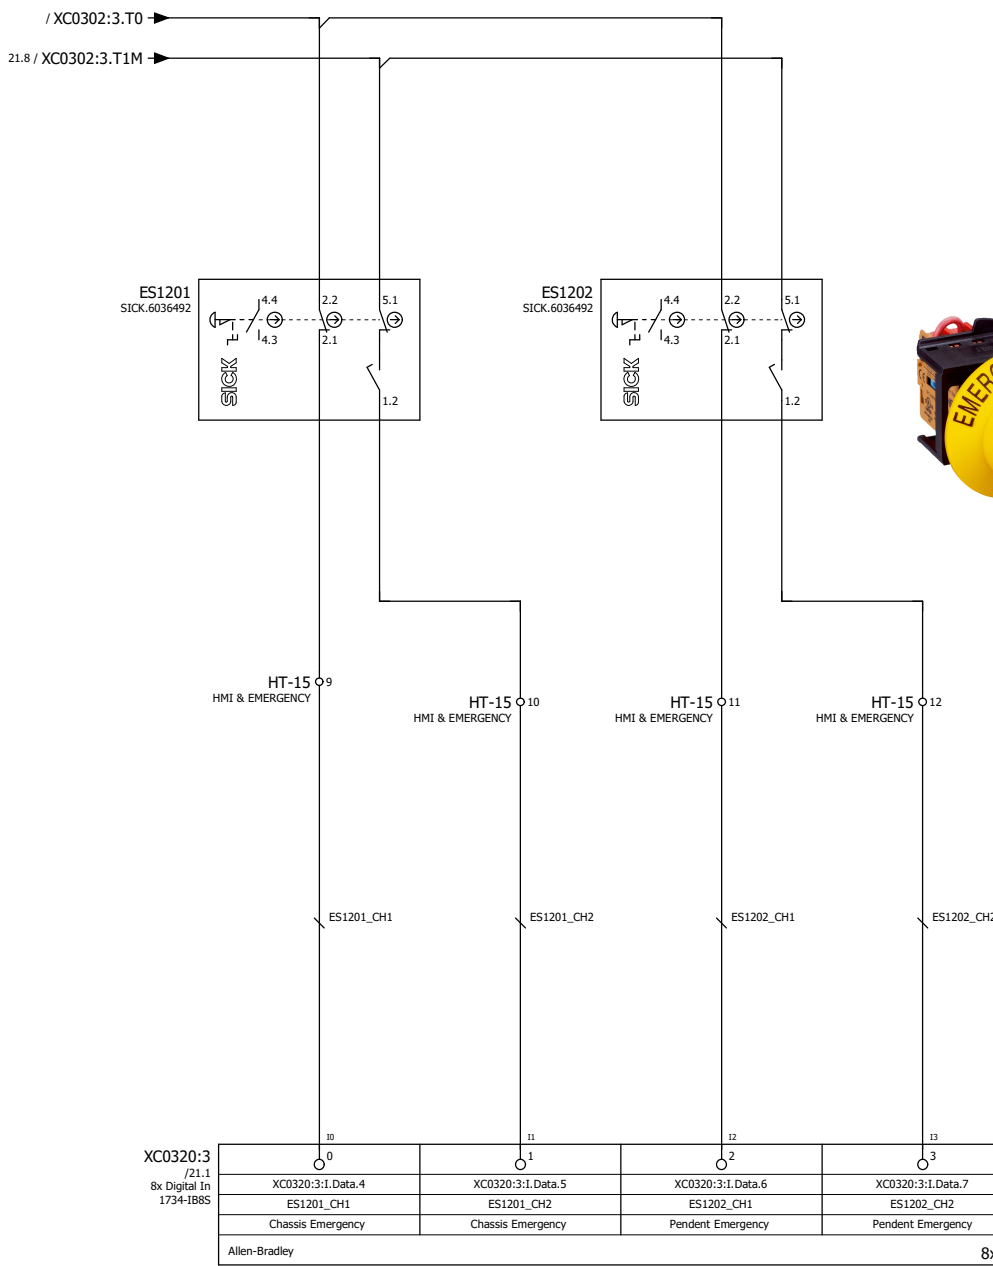 / XC0302:3.T0
21.8 / XC0302:3.T1M
ES1201
SICK.6036492
4.4
2.2
5.1
4.3
2.1
1.2
SICK
ES1202
SICK.6036492
4.4
2.2
5.1
4.3
2.1
1.2
SICK
HT-15
9
HMI & EMERGENCY
HT-15
10
HMI & EMERGENCY
HT-15
11
HMI & EMERGENCY
HT-15
12
HMI & EMERGENCY
ES1201_CH1
ES1201_CH2
ES1202_CH1
ES1202_CH2
I0
I1
I2
I3
XC0320:3
/21.1
8x Digital In
1734-IB8S
0
1
2
3
XC0320:3:I.Data.4
XC0320:3:I.Data.5
XC0320:3:I.Data.6
XC0320:3:I.Data.7
ES1201_CH1
ES1201_CH2
ES1202_CH1
ES1202_CH2
Chassis Emergency
Chassis Emergency
Pendent Emergency
Pendent Emergency
Allen-Bradley
8x